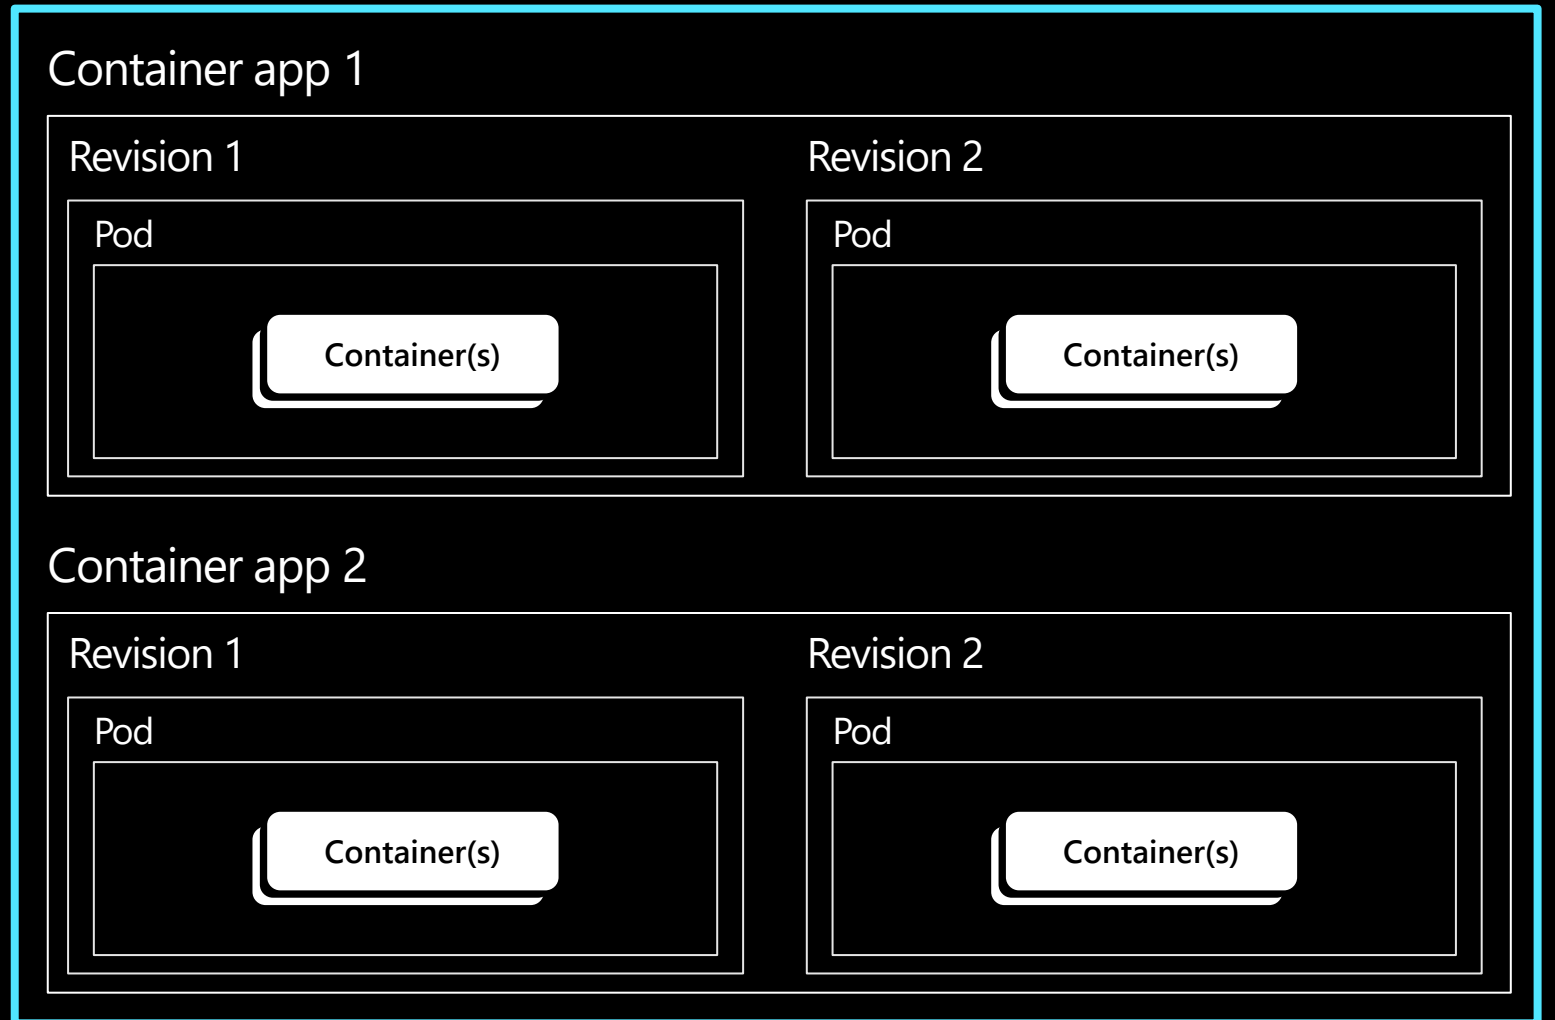 Container app 1
Revision 1
Revision 2
Pod
Pod
Container(s)
Container(s)
Container app 2
Revision 1
Revision 2
Pod
Pod
Container(s)
Container(s)